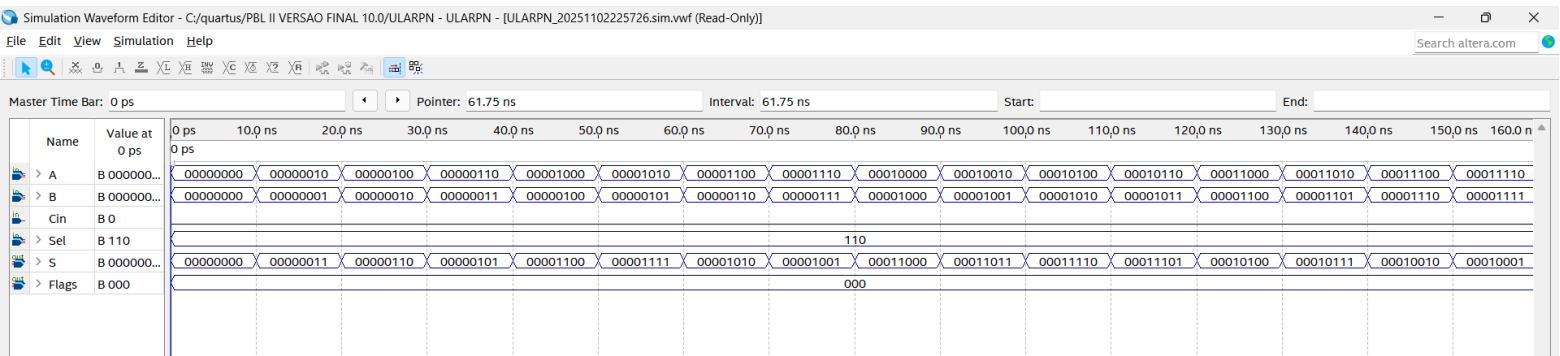 Simulation Waveform Editor - C:/quartus/PBL II VERSAO FINAL 10.0/ULARPN - ULARPN - [ULARPN_20251102225726.sim.vwf (Read-Only)]
File Edit View Simulation Help
Search altera.com
Master Time Bar: 0 ps Pointer: 61.75 ns Interval: 61.75 ns Start: End:
Name Value at 0 ps 0 ps 10.0 ns 20.0 ns 30.0 ns 40.0 ns 50.0 ns 60.0 ns 70.0 ns 80.0 ns 90.0 ns 100.0 ns 110.0 ns 120.0 ns 130.0 ns 140.0 ns 150.0 ns 160.0 n
0 ps
A B 000000... 00000000 00000010 00000100 00000110 00001000 00001010 00001100 00001110 00010000 00010010 00010100 00010110 00011000 00011010 00011100 00011110
B B 000000... 00000000 00000001 00000010 00000011 00000100 00000101 00000110 00000111 00001000 00001001 00001010 00001011 00001100 00001101 00001110 00001111
Cin B 0
Sel B 110 110
S B 000000... 00000000 00000011 00000110 00000101 00001100 00001111 00001010 00001001 00011000 00011011 00011110 00011101 00010100 00010111 00010010 00010001
Flags B 000 000